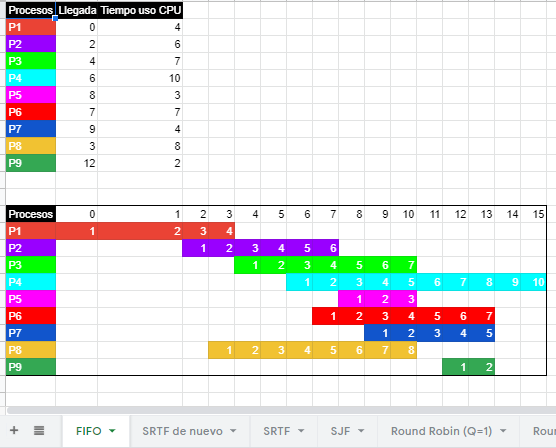 Procesos Llegada Tiempo uso CPU
P1 0 4
P2 2 6
P3 4 7
P4 6 10
P5 8 3
P6 7 7
P7 9 4
P8 3 8
P9 12 2
Procesos 0 1 2 3 4 5 6 7 8 9 10 11 12 13 14 15
P1 1 2 3 4
P2 1 2 3 4 5 6
P3 1 2 3 4 5 6 7
P4 1 2 3 4 5 6 7 8 9 10
P5 1 2 3
P6 1 2 3 4 5 6 7
P7 1 2 3 4 5
P8 1 2 3 4 5 6 7 8
P9 1 2
FIFO SRTF de nuevo SRTF SJF Round Robin (Q=1) Roun